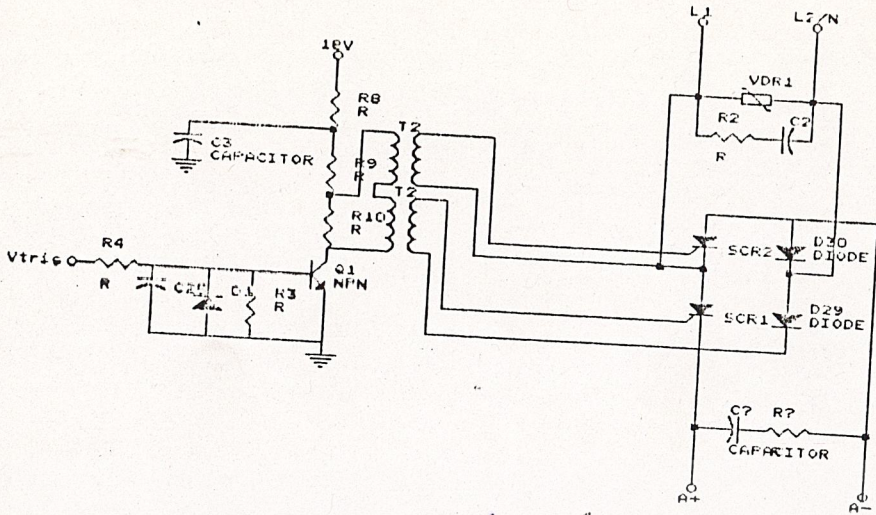 L1
L2/N
18V
VDR1
R8
R
R2
C2
R
T2
C3
CAPACITOR
R9
R
T2
R10
R
R4
Vtrig
R
R3
R
Q1
NPN
SCR2
D30
DIODE
SCR1
D29
DIODE
C?
R?
CAPACITOR
A+
A-